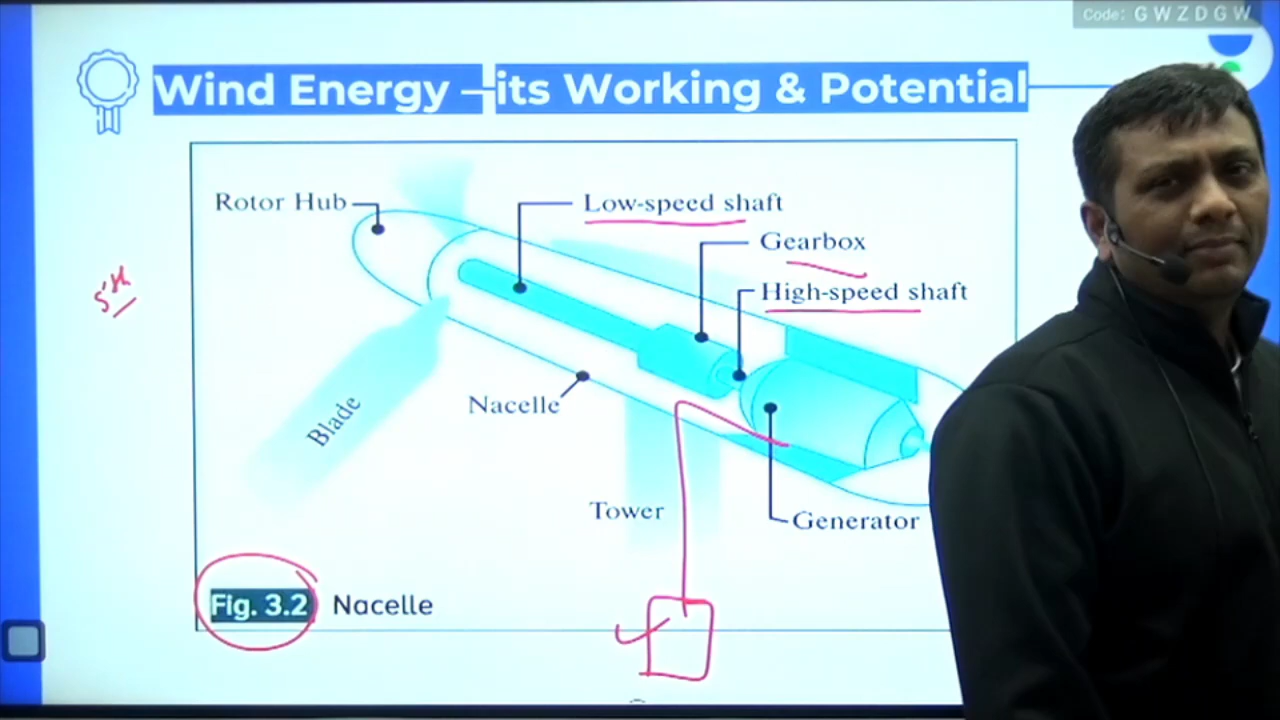 Code: G W Z D G W
Wind Energy – its Working & Potential
Rotor Hub
Low-speed shaft
Gearbox
High-speed shaft
5th
Blade
Nacelle
Tower
Generator
Fig. 3.2 Nacelle